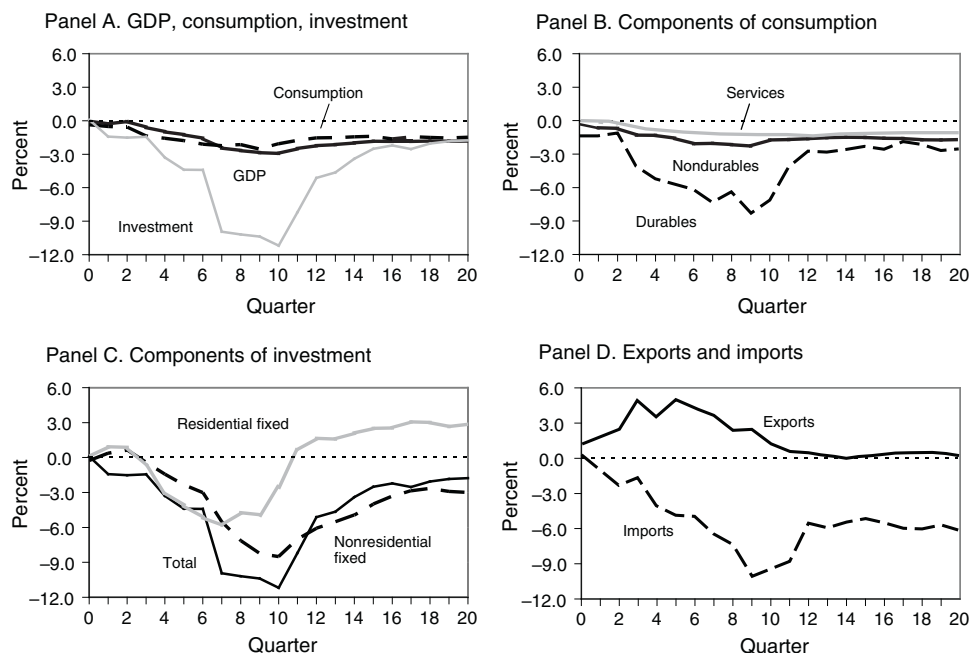 Panel A. GDP, consumption, investment
6.0
3.0
0.0
–3.0
–6.0
–9.0
–12.0
Percent
Consumption
GDP
Investment
0 2 4 6 8 10 12 14 16 18 20
Quarter
Panel B. Components of consumption
6.0
3.0
0.0
–3.0
–6.0
–9.0
–12.0
Percent
Services
Nondurables
Durables
0 2 4 6 8 10 12 14 16 18 20
Quarter
Panel C. Components of investment
6.0
3.0
0.0
–3.0
–6.0
–9.0
–12.0
Percent
Residential fixed
Total
Nonresidential
fixed
0 2 4 6 8 10 12 14 16 18 20
Quarter
Panel D. Exports and imports
6.0
3.0
0.0
–3.0
–6.0
–9.0
–12.0
Percent
Exports
Imports
0 2 4 6 8 10 12 14 16 18 20
Quarter